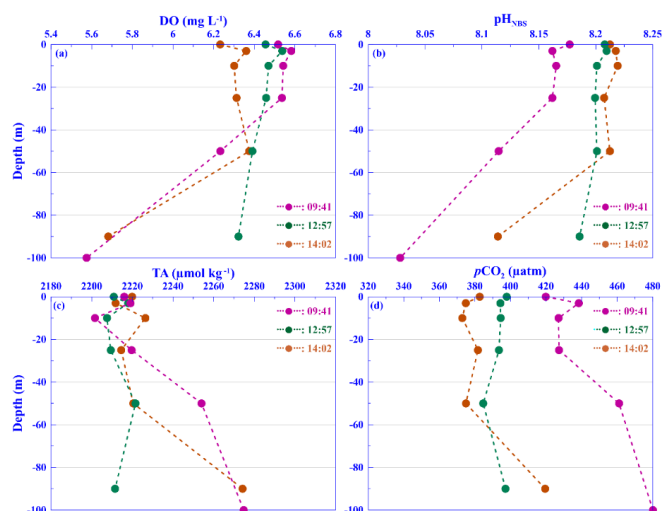 DO (mg L⁻¹)
5.4 5.6 5.8 6 6.2 6.4 6.6 6.8
pH_NBS
8 8.05 8.1 8.15 8.2 8.25
(a)
(b)
0
-20
-40
-60
-80
-100
Depth (m)
: 09:41
: 12:57
: 14:02
: 09:41
: 12:57
: 14:02
TA (µmol kg⁻¹)
2180 2200 2220 2240 2260 2280 2300 2320
pCO₂ (µatm)
320 340 360 380 400 420 440 460 480
(c)
(d)
0
-20
-40
-60
-80
-100
Depth (m)
: 09:41
: 12:57
: 14:02
: 09:41
: 12:57
: 14:02